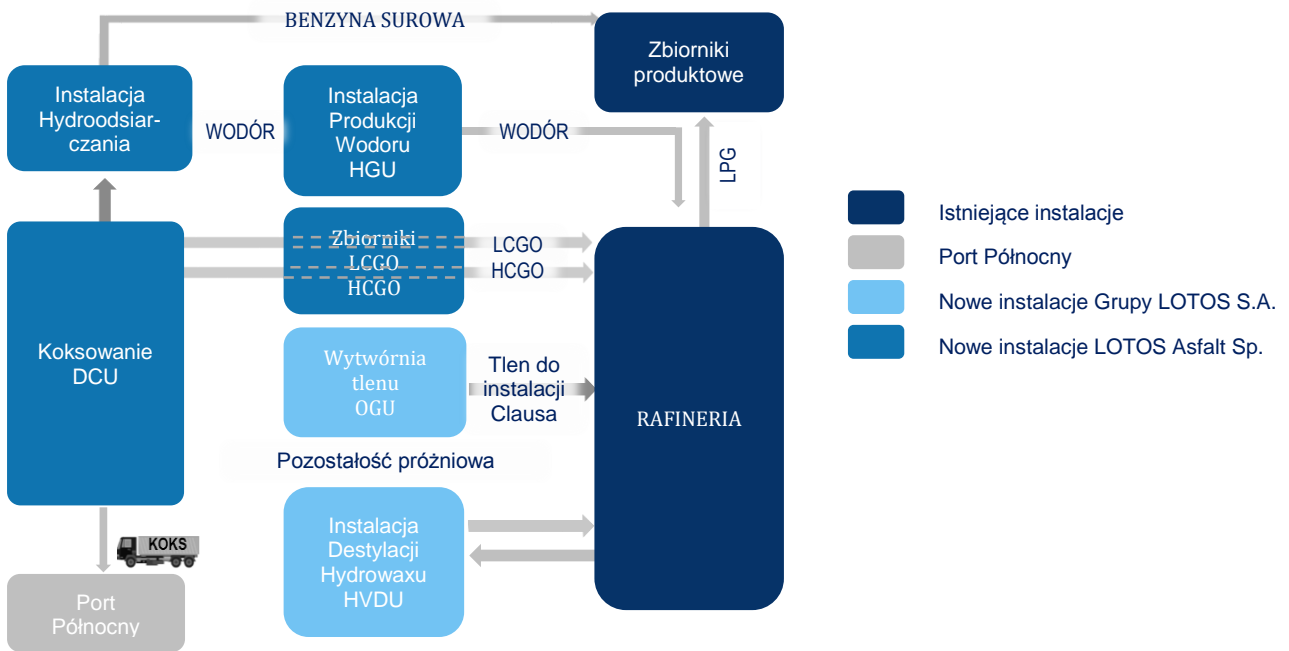 BENZYNA SUROWA
Zbiorniki
produktowe
Instalacja
Hydroodsiar-
czania
WODÓR
Instalacja
Produkcji
Wodoru
HGU
WODÓR
LPG
Zbiorniki
LCGO
HCGO
LCGO
HCGO
Koksowanie
DCU
Wytwórnia
tlenu
OGU
Tlen do
instalacji
Clausa
RAFINERIA
Pozostałość próżniowa
Instalacja
Destylacji
Hydrowaxu
HVDU
KOKS
Port
Północny
Istniejące instalacje
Port Północny
Nowe instalacje Grupy LOTOS S.A.
Nowe instalacje LOTOS Asfalt Sp.